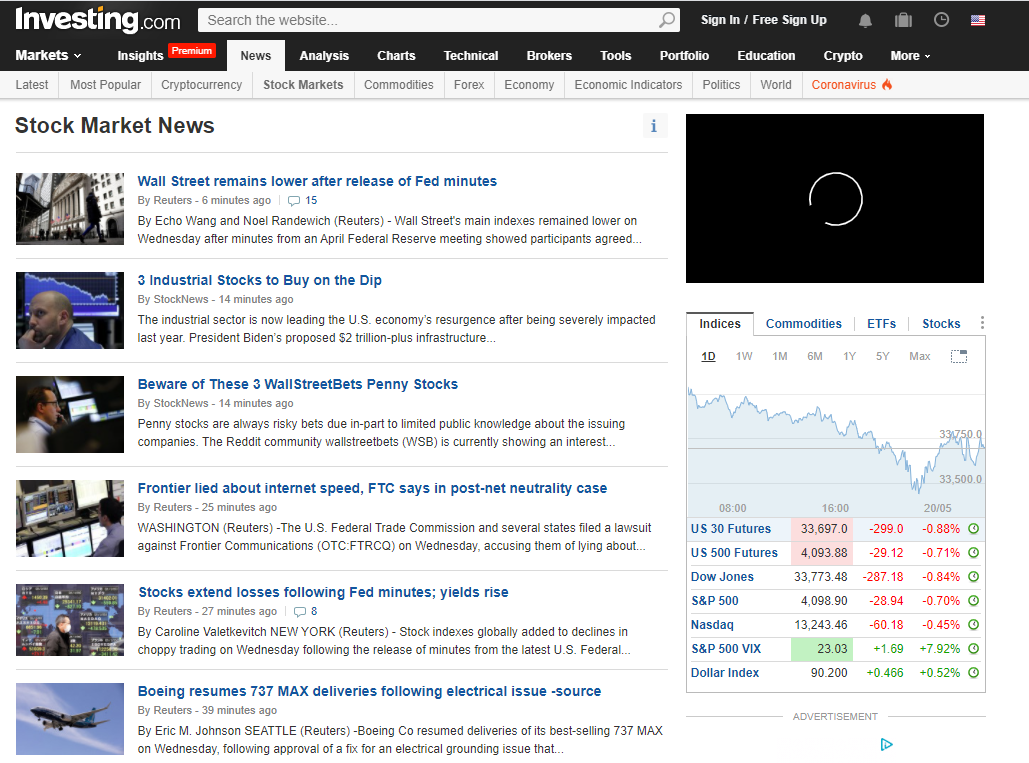 Investing.com
Search the website...
Sign In / Free Sign Up
Markets
Insights
Premium
News
Analysis
Charts
Technical
Brokers
Tools
Portfolio
Education
Crypto
More
Latest
Most Popular
Cryptocurrency
Stock Markets
Commodities
Forex
Economy
Economic Indicators
Politics
World
Coronavirus
Stock Market News
i
Wall Street remains lower after release of Fed minutes
By Reuters - 6 minutes ago 15
By Echo Wang and Noel Randewich (Reuters) - Wall Street's main indexes remained lower on
Wednesday after minutes from an April Federal Reserve meeting showed participants agreed...
3 Industrial Stocks to Buy on the Dip
By StockNews - 14 minutes ago
The industrial sector is now leading the U.S. economy’s resurgence after being severely impacted
last year. President Biden’s proposed $2 trillion-plus infrastructure...
Beware of These 3 WallStreetBets Penny Stocks
By StockNews - 14 minutes ago
Penny stocks are always risky bets due in-part to limited public knowledge about the issuing
companies. The Reddit community wallstreetbets (WSB) is currently showing an interest...
Frontier lied about internet speed, FTC says in post-net neutrality case
By Reuters - 25 minutes ago
WASHINGTON (Reuters) -The U.S. Federal Trade Commission and several states filed a lawsuit
against Frontier Communications (OTC:FTRCQ) on Wednesday, accusing them of lying about...
Stocks extend losses following Fed minutes; yields rise
By Reuters - 27 minutes ago 8
By Caroline Valetkevitch NEW YORK (Reuters) - Stock indexes globally added to declines in
choppy trading on Wednesday following the release of minutes from the latest U.S. Federal...
Boeing resumes 737 MAX deliveries following electrical issue -source
By Reuters - 39 minutes ago
By Eric M. Johnson SEATTLE (Reuters) -Boeing Co resumed deliveries of its best-selling 737 MAX
on Wednesday, following approval of a fix for an electrical grounding issue that...
Indices
Commodities
ETFs
Stocks
1D 1W 1M 6M 1Y 5Y Max
33,750.0
33,500.0
08:00 16:00 20/05
US 30 Futures 33,697.0 -299.0 -0.88%
US 500 Futures 4,093.88 -29.12 -0.71%
Dow Jones 33,773.48 -287.18 -0.84%
S&P 500 4,098.90 -28.94 -0.70%
Nasdaq 13,243.46 -60.18 -0.45%
S&P 500 VIX 23.03 +1.69 +7.92%
Dollar Index 90.200 +0.466 +0.52%
ADVERTISEMENT